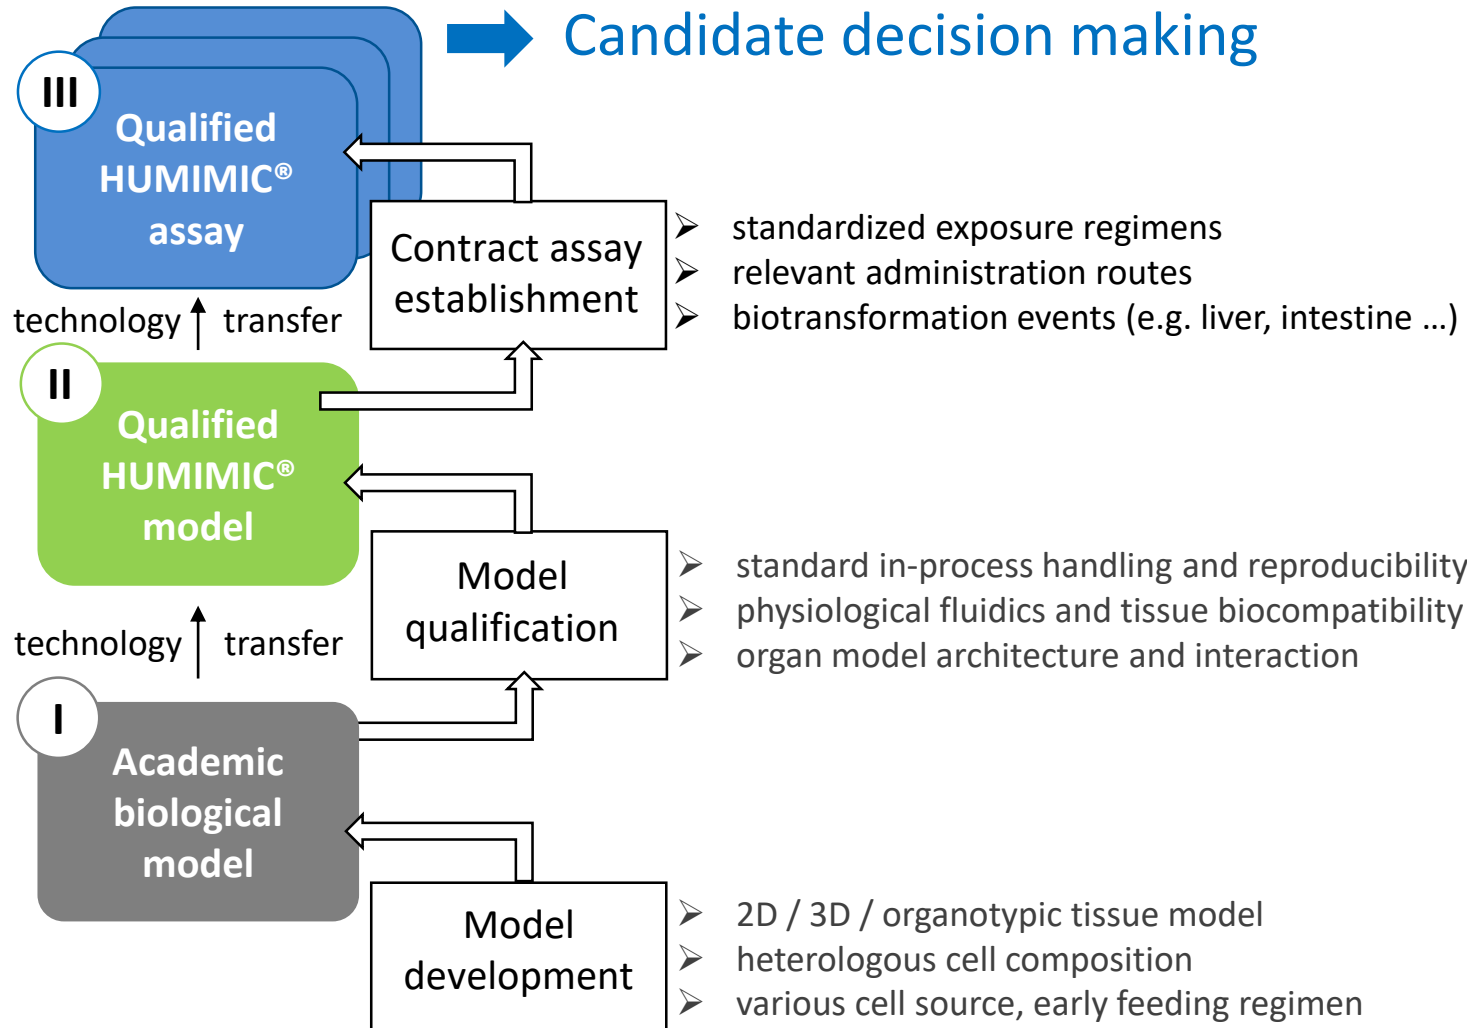 Candidate decision making
III
Qualified
HUMIMIC®
assay
Contract assay
establishment
➢ standardized exposure regimens
➢ relevant administration routes
➢ biotransformation events (e.g. liver, intestine ...)
technology transfer
II
Qualified
HUMIMIC®
model
Model
qualification
➢ standard in-process handling and reproducibility
➢ physiological fluidics and tissue biocompatibility
➢ organ model architecture and interaction
technology transfer
I
Academic
biological
model
Model
development
➢ 2D / 3D / organotypic tissue model
➢ heterologous cell composition
➢ various cell source, early feeding regimen